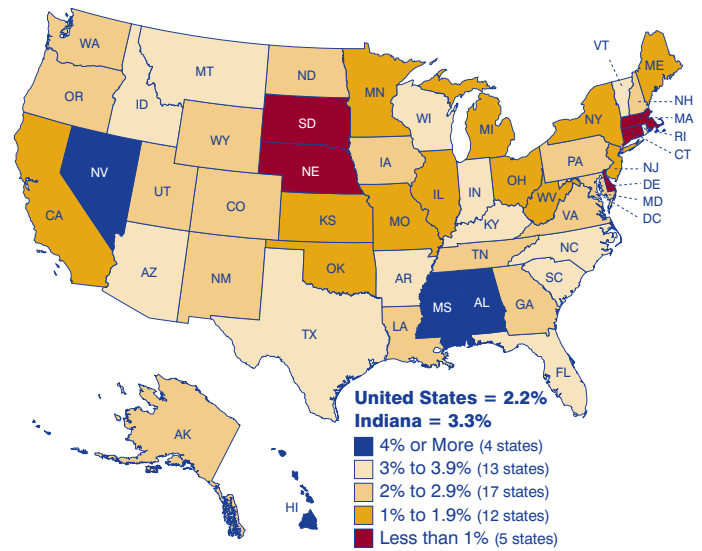 WA
OR
CA
NV
ID
MT
WY
UT
AZ
CO
NM
ND
SD
NE
KS
OK
TX
MN
IA
MO
AR
LA
WI
IL
MI
IN
OH
KY
TN
MS
AL
GA
FL
SC
NC
VA
WV
PA
NY
VT
ME
NH
MA
RI
CT
NJ
DE
MD
DC
AK
HI
United States = 2.2%
Indiana = 3.3%
4% or More (4 states)
3% to 3.9% (13 states)
2% to 2.9% (17 states)
1% to 1.9% (12 states)
Less than 1% (5 states)